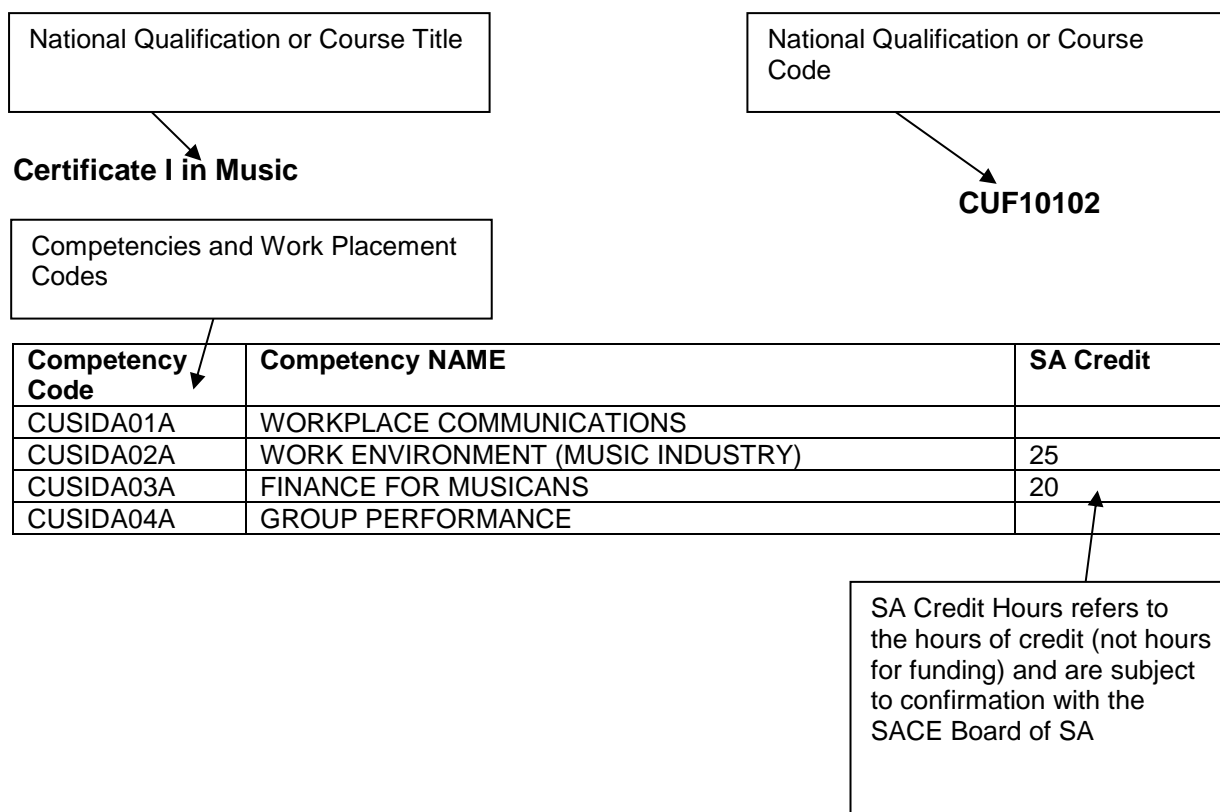 National Qualification or Course Title
National Qualification or Course
Code
Certificate I in Music
CUF10102
Competencies and Work Placement
Codes
Competency Code Competency NAME SA Credit
CUSIDA01A WORKPLACE COMMUNICATIONS
CUSIDA02A WORK ENVIRONMENT (MUSIC INDUSTRY) 25
CUSIDA03A FINANCE FOR MUSICANS 20
CUSIDA04A GROUP PERFORMANCE
SA Credit Hours refers to
the hours of credit (not hours
for funding) and are subject
to confirmation with the
SACE Board of SA